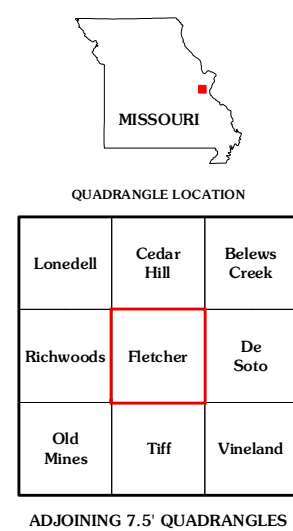 MISSOURI
QUADRANGLE LOCATION
Lonedell
Cedar
Hill
Belews
Creek
Richwoods
Fletcher
De
Soto
Old
Mines
Tiff
Vineland
ADJOINING 7.5' QUADRANGLES